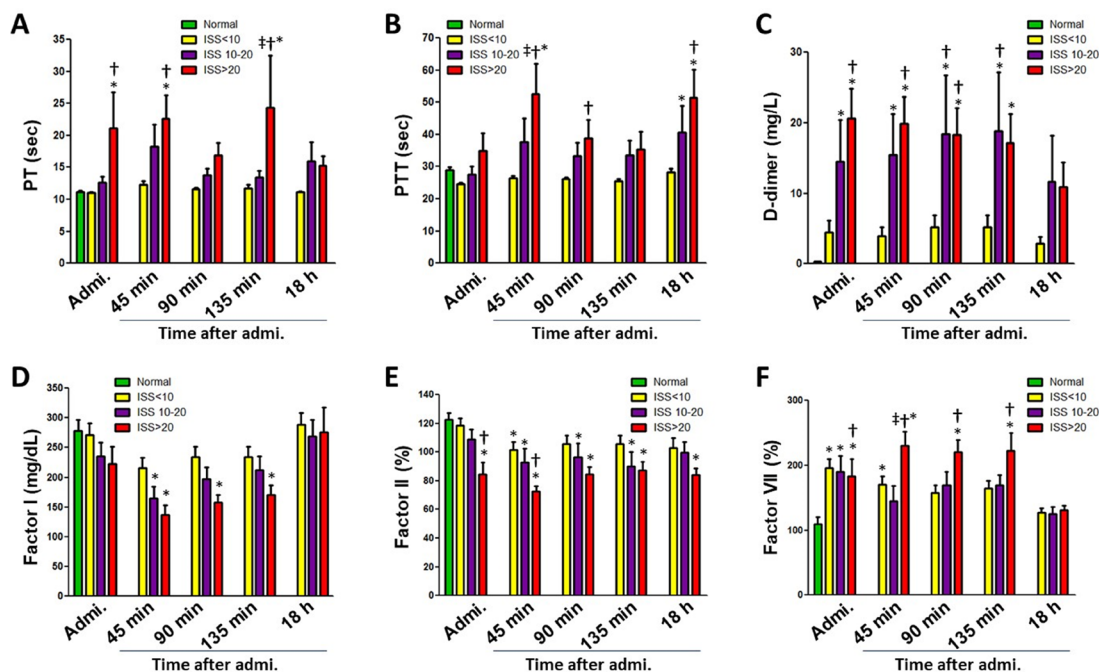 A
Normal
ISS<10
ISS 10-20
ISS>20
PT (sec)
35
30
25
20
15
10
5
0
†
*
†
*
‡†*
Admi.
45 min
90 min
135 min
18 h
Time after admi.
B
Normal
ISS<10
ISS 10-20
ISS>20
PTT (sec)
70
60
50
40
30
20
10
0
‡†*
†
*
†
*
Admi.
45 min
90 min
135 min
18 h
Time after admi.
C
Normal
ISS<10
ISS 10-20
ISS>20
D-dimer (mg/L)
30
20
10
0
*
†
*
*
†
*
†
*
†
*
†
*
*
Admi.
45 min
90 min
135 min
18 h
Time after admi.
D
Normal
ISS<10
ISS 10-20
ISS>20
Factor I (mg/dL)
350
300
250
200
150
100
50
0
*
*
*
*
Admi.
45 min
90 min
135 min
18 h
Time after admi.
E
Normal
ISS<10
ISS 10-20
ISS>20
Factor II (%)
140
120
100
80
60
40
20
0
†
*
*
*
†
*
*
*
*
*
*
Admi.
45 min
90 min
135 min
18 h
Time after admi.
F
Normal
ISS<10
ISS 10-20
ISS>20
Factor VII (%)
300
200
100
0
*
*
†
*
*
‡†*
†
*
†
*
Admi.
45 min
90 min
135 min
18 h
Time after admi.